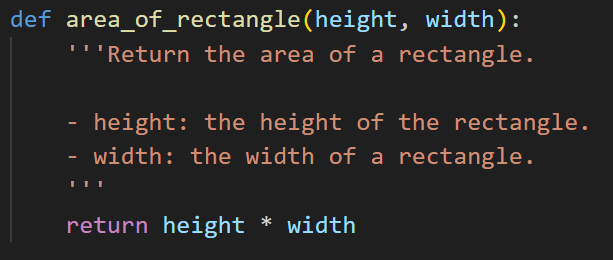 def area_of_rectangle(height, width):
    '''Return the area of a rectangle.
    - height: the height of the rectangle.
    - width: the width of a rectangle.
    '''
    return height * width